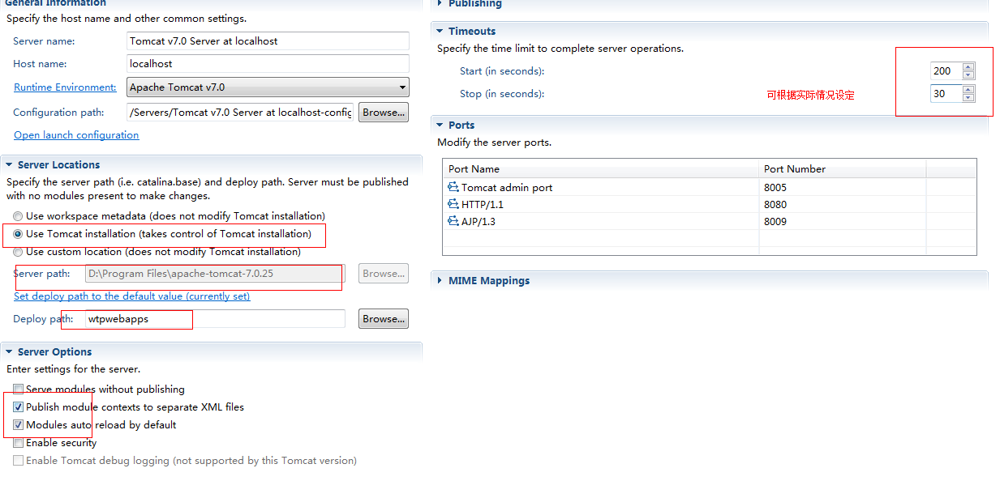 General Information
Specify the host name and other common settings.
Server name: Tomcat v7.0 Server at localhost
Host name: localhost
Runtime Environment: Apache Tomcat v7.0
Configuration path: /Servers/Tomcat v7.0 Server at localhost-config Browse...
Open launch configuration
Server Locations
Specify the server path (i.e. catalina.base) and deploy path. Server must be published
with no modules present to make changes.
Use workspace metadata (does not modify Tomcat installation)
Use Tomcat installation (takes control of Tomcat installation)
Use custom location (does not modify Tomcat installation)
Server path: D:\Program Files\apache-tomcat-7.0.25 Browse...
Set deploy path to the default value (currently set)
Deploy path: wtpwebapps Browse...
Server Options
Enter settings for the server.
Serve modules without publishing
Publish module contexts to separate XML files
Modules auto reload by default
Enable security
Enable Tomcat debug logging (not supported by this Tomcat version)
Publishing
Timeouts
Specify the time limit to complete server operations.
Start (in seconds): 200
Stop (in seconds): 可根据实际情况设定 30
Ports
Modify the server ports.
Port Name Port Number
Tomcat admin port 8005
HTTP/1.1 8080
AJP/1.3 8009
MIME Mappings